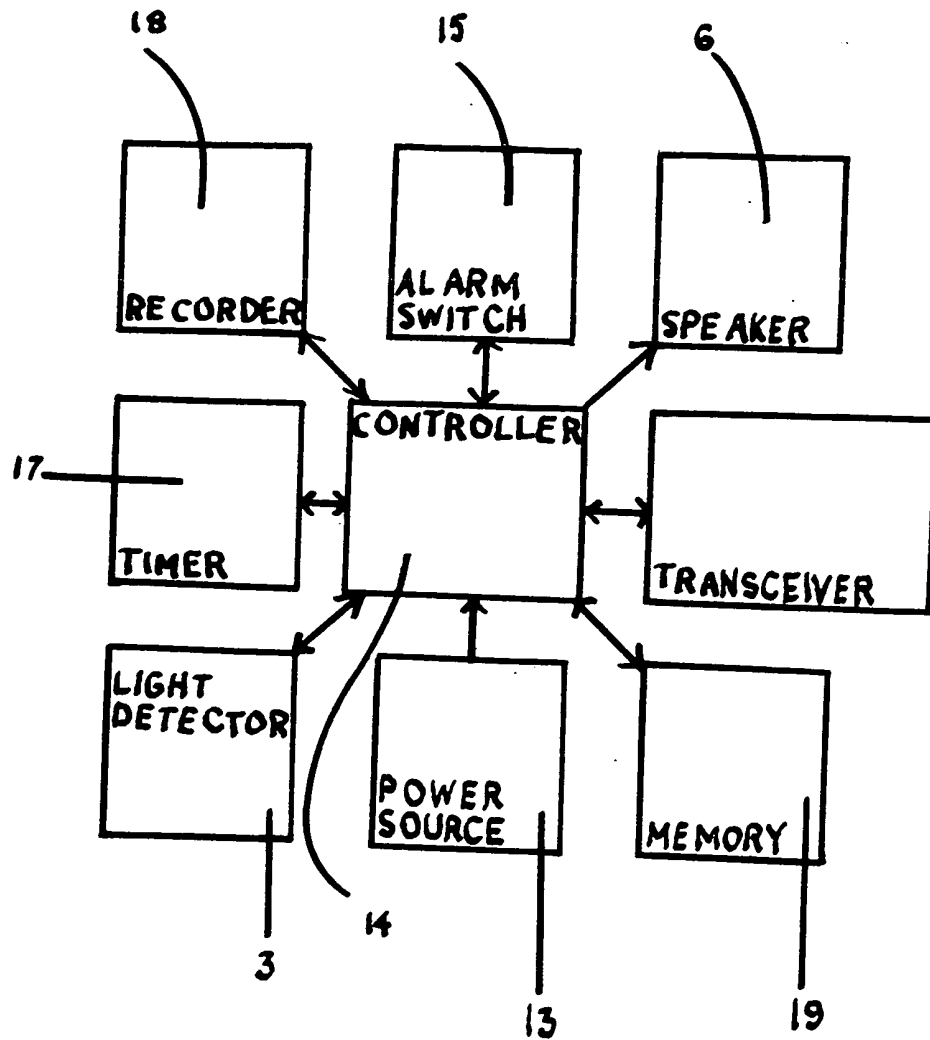 18
15
6
RECORDER
ALARM
SWITCH
SPEAKER
CONTROLLER
17
TIMER
TRANSCEIVER
LIGHT
DETECTOR
POWER
SOURCE
MEMORY
14
3
13
19